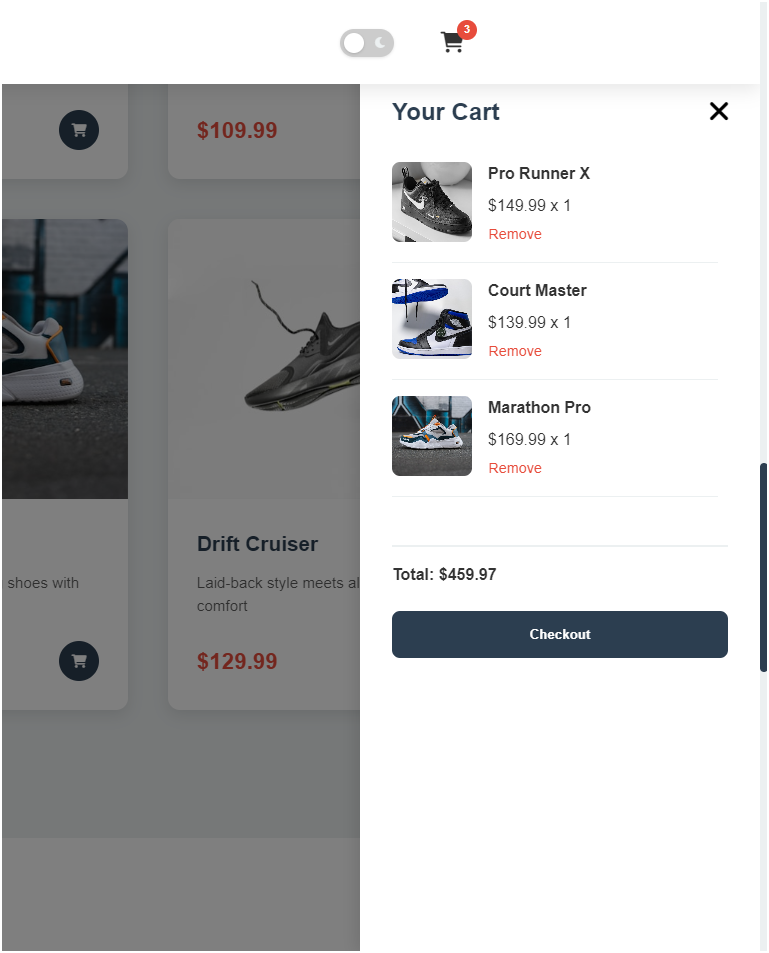 3
Your Cart
$109.99
Pro Runner X
$149.99 x 1
Remove
Court Master
$139.99 x 1
Remove
Marathon Pro
$169.99 x 1
Remove
Drift Cruiser
shoes with
Laid-back style meets al
comfort
$129.99
Total: $459.97
Checkout